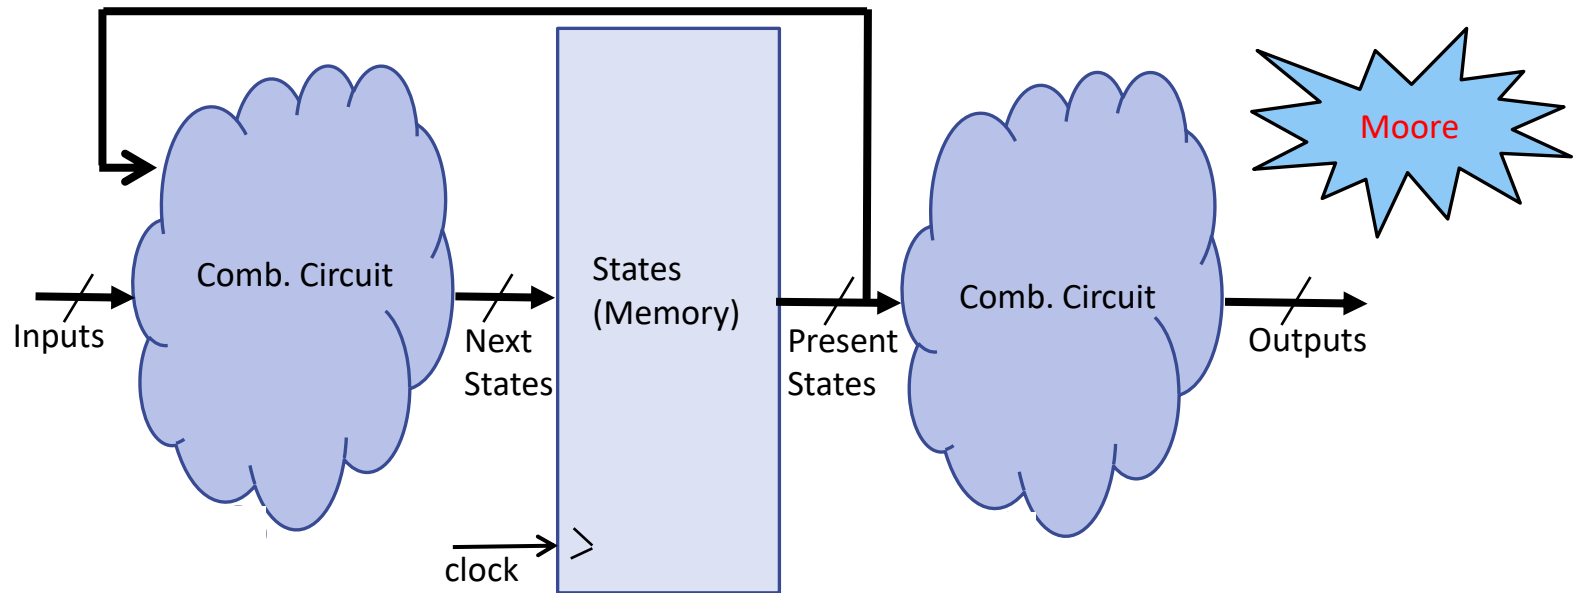 Moore
Comb. Circuit
States
(Memory)
Comb. Circuit
Inputs
Next
States
Present
States
Outputs
clock